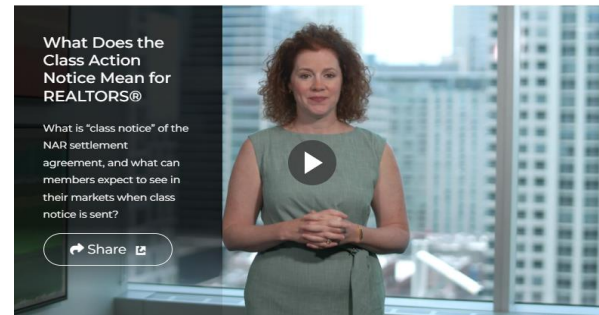 What Does the
Class Action
Notice Mean for
REALTORS®
What is “class notice” of the
NAR settlement
agreement, and what can
members expect to see in
their markets when class
notice is sent?
Share